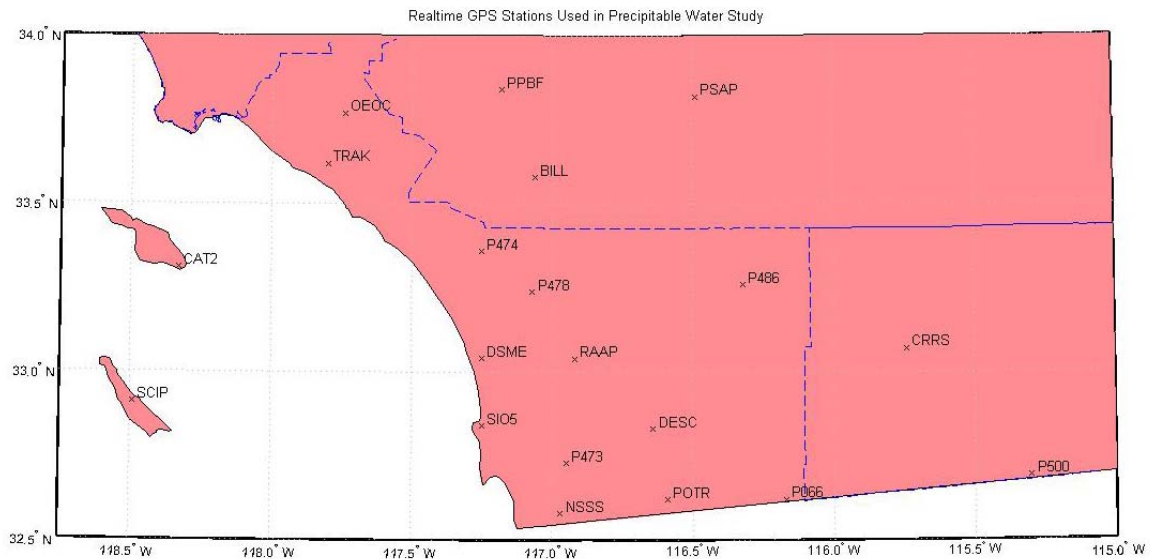 Realtime GPS Stations Used in Precipitable Water Study
34.0° N
PPBF
PSAP
OEOC
TRAK
BILL
33.5° N
P474
CAT2
P478
P486
CRRS
DSME
RAAP
33.0° N
SCIP
SIO5
DESC
P473
P500
POTR
P066
NSSS
32.5° N
118.5° W
118.0° W
117.5° W
117.0° W
116.5° W
116.0° W
115.5° W
115.0° W